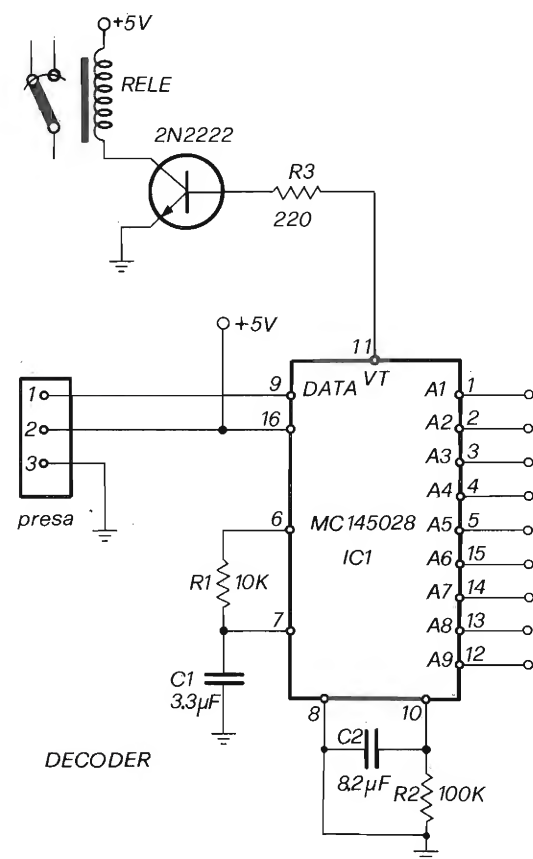 +5V
RELE
2N2222
R3
220
+5V
11
VT
1
9
DATA
A1
1
2
16
A2
2
3
A3
3
presa
A4
4
6
MC145028
A5
5
IC1
A6
15
R1
10K
A7
14
7
A8
13
A9
12
C1
3.3µF
8
10
C2
8.2µF
R2
100K
DECODER